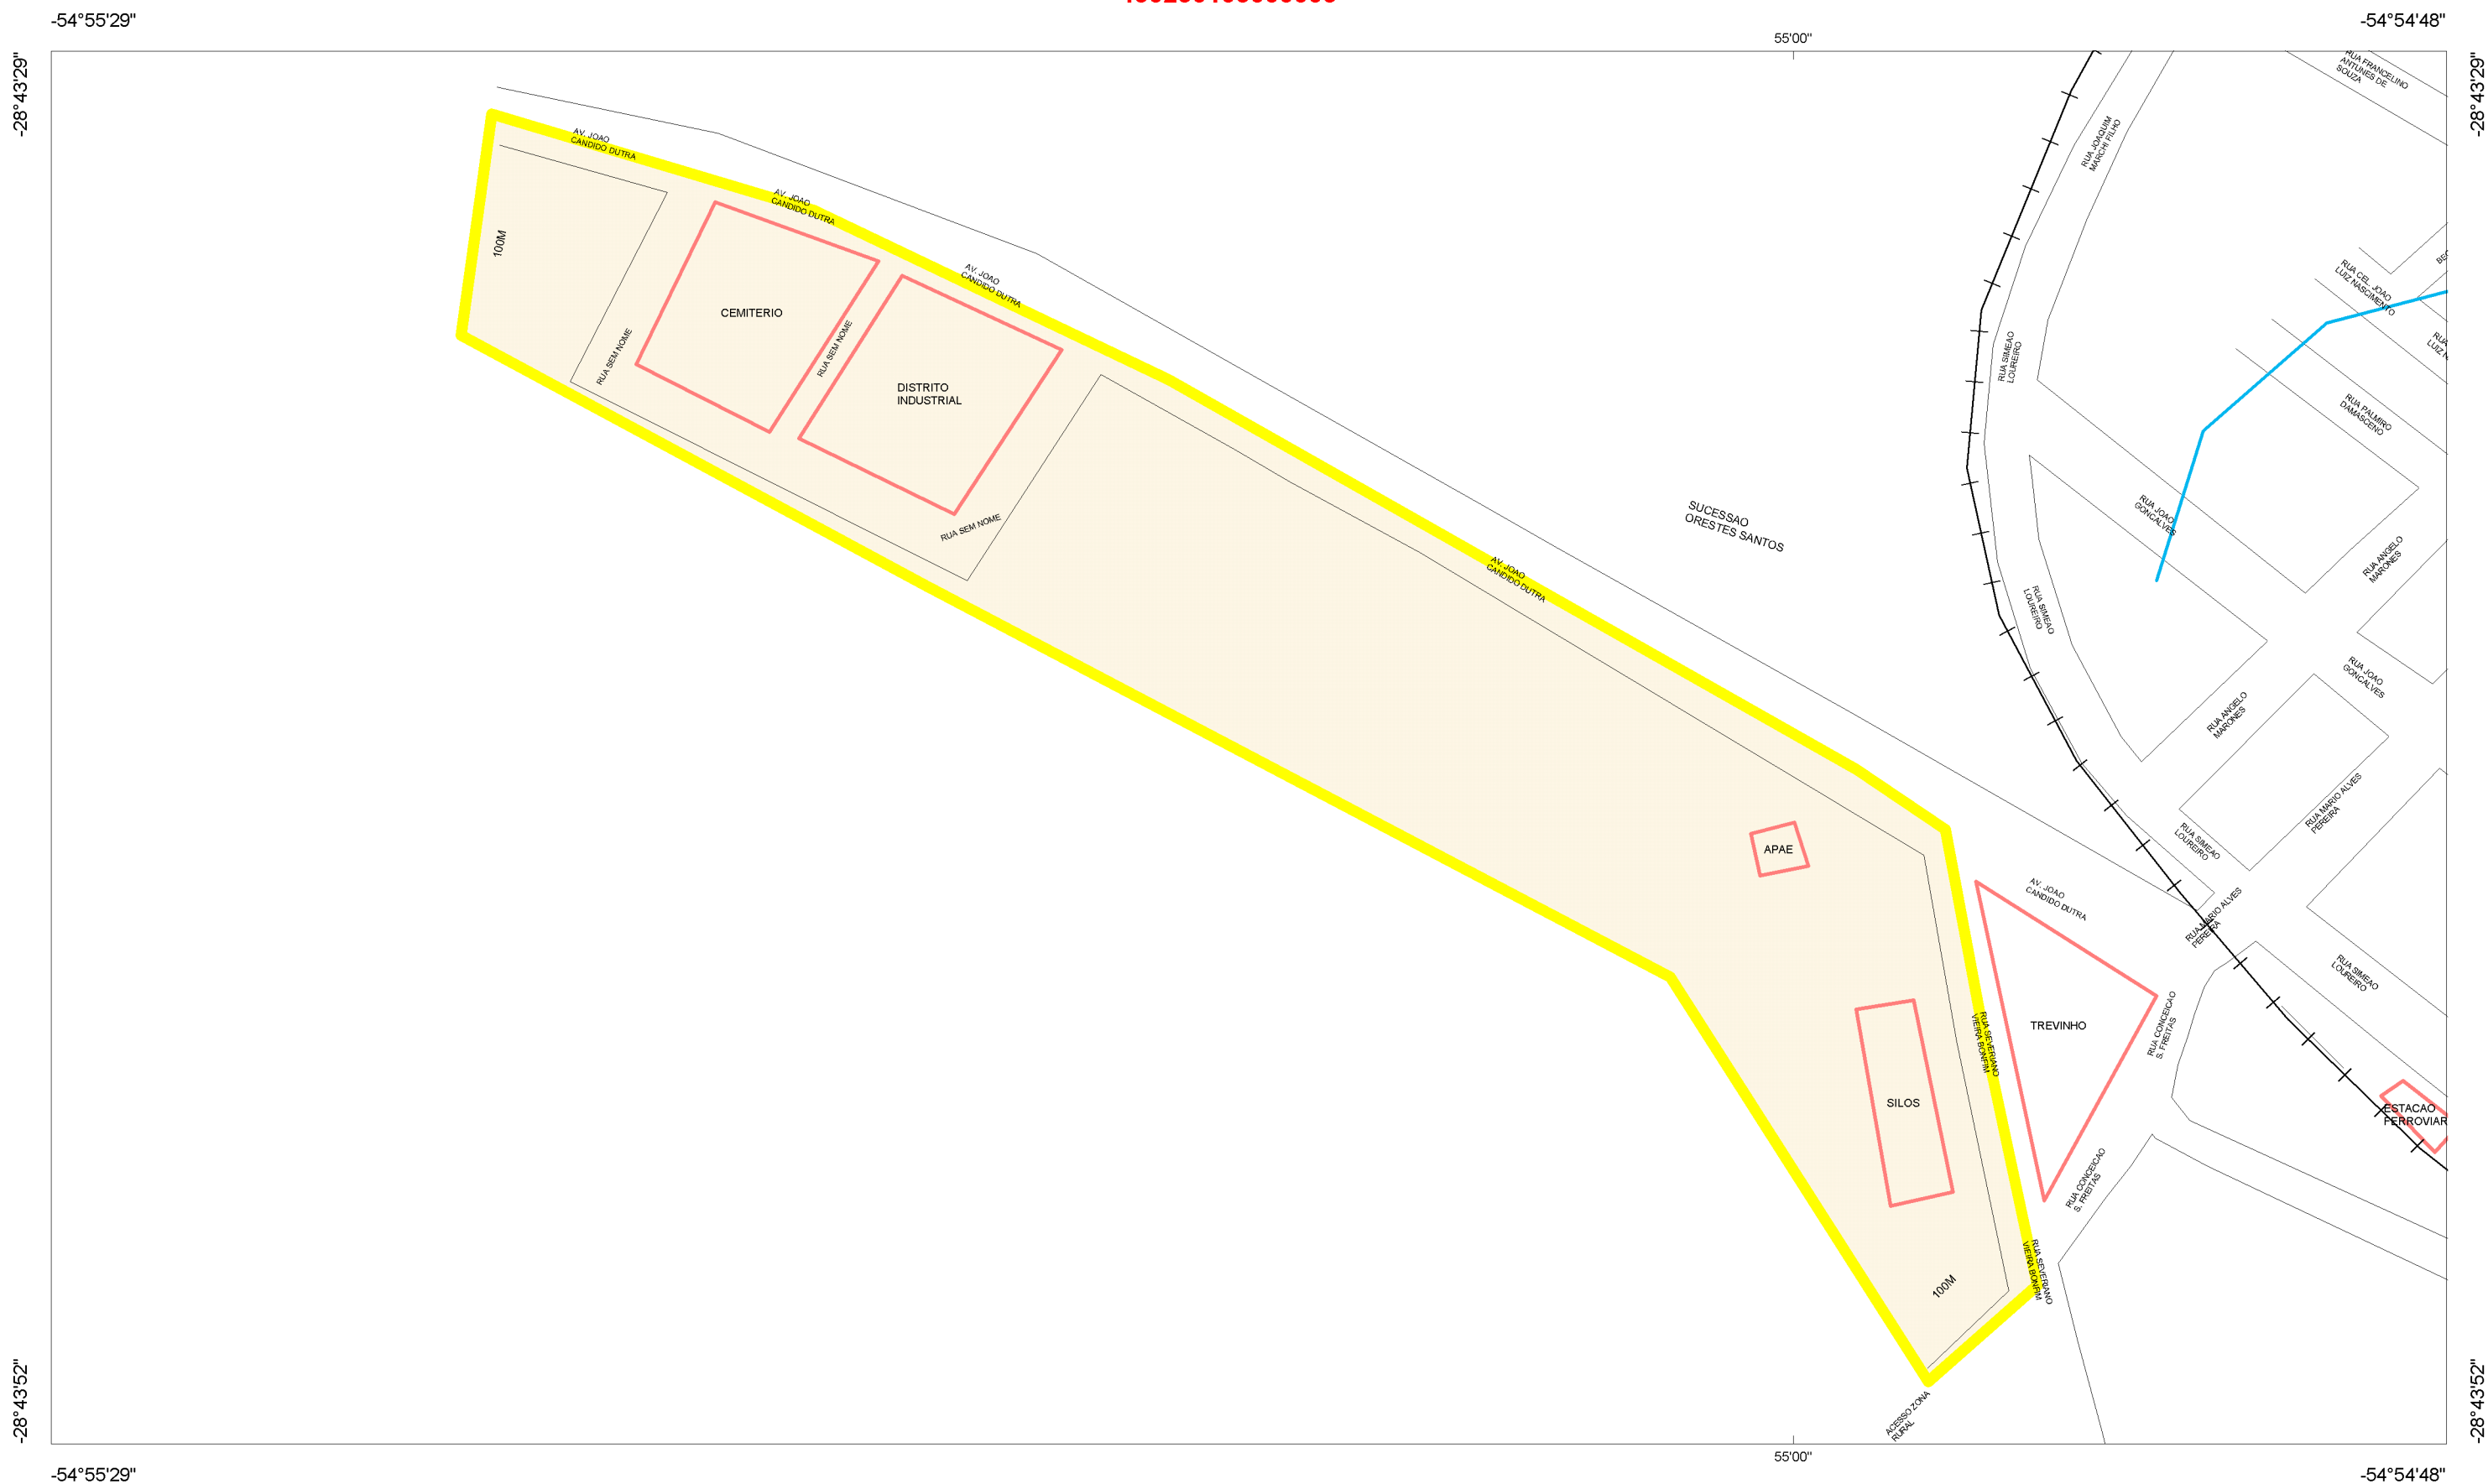 -54°55'29"
-54°54'48"
55'00"
-28°43'29"
-28°43'29"
RUA FRANCELINO
ANTUNES DE
SOUZA
AV. JOAO
CANDIDO DUTRA
RUA JOAQUIM
MARCHI FILHO
AV. JOAO
CANDIDO DUTRA
100M
AV. JOAO
CANDIDO DUTRA
RUA CEL. JOAO
LUIZ NASCIMENTO
CEMITERIO
RUA SEM NOME
RUA SEM NOME
RUA SIMEAO
LOUREIRO
DISTRITO
INDUSTRIAL
RUA PALMIRO
DAMASCENO
RUA SEM NOME
SUCESSAO
ORESTES SANTOS
RUA JOAO
GONCALVES
AV. JOAO
CANDIDO DUTRA
RUA ANGELO
MARONES
RUA SIMEAO
LOUREIRO
RUA JOAO
GONCALVES
RUA ANGELO
MARONES
RUA MARIO ALVES
PEREIRA
RUA SIMEAO
LOUREIRO
APAE
AV. JOAO
CANDIDO DUTRA
RUA MARIO ALVES
PEREIRA
RUA SIMEAO
LOUREIRO
RUA SEVERIANO
VIEIRA BONFIM
TREVINHO
RUA CONCEICAO
S. FREITAS
SILOS
ESTACAO
FERROVIAR
RUA CONCEICAO
S. FREITAS
RUA SEVERIANO
VIEIRA BONFIM
100M
ACESSO ZONA
RURAL
-28°43'52"
-28°43'52"
55'00"
-54°55'29"
-54°54'48"